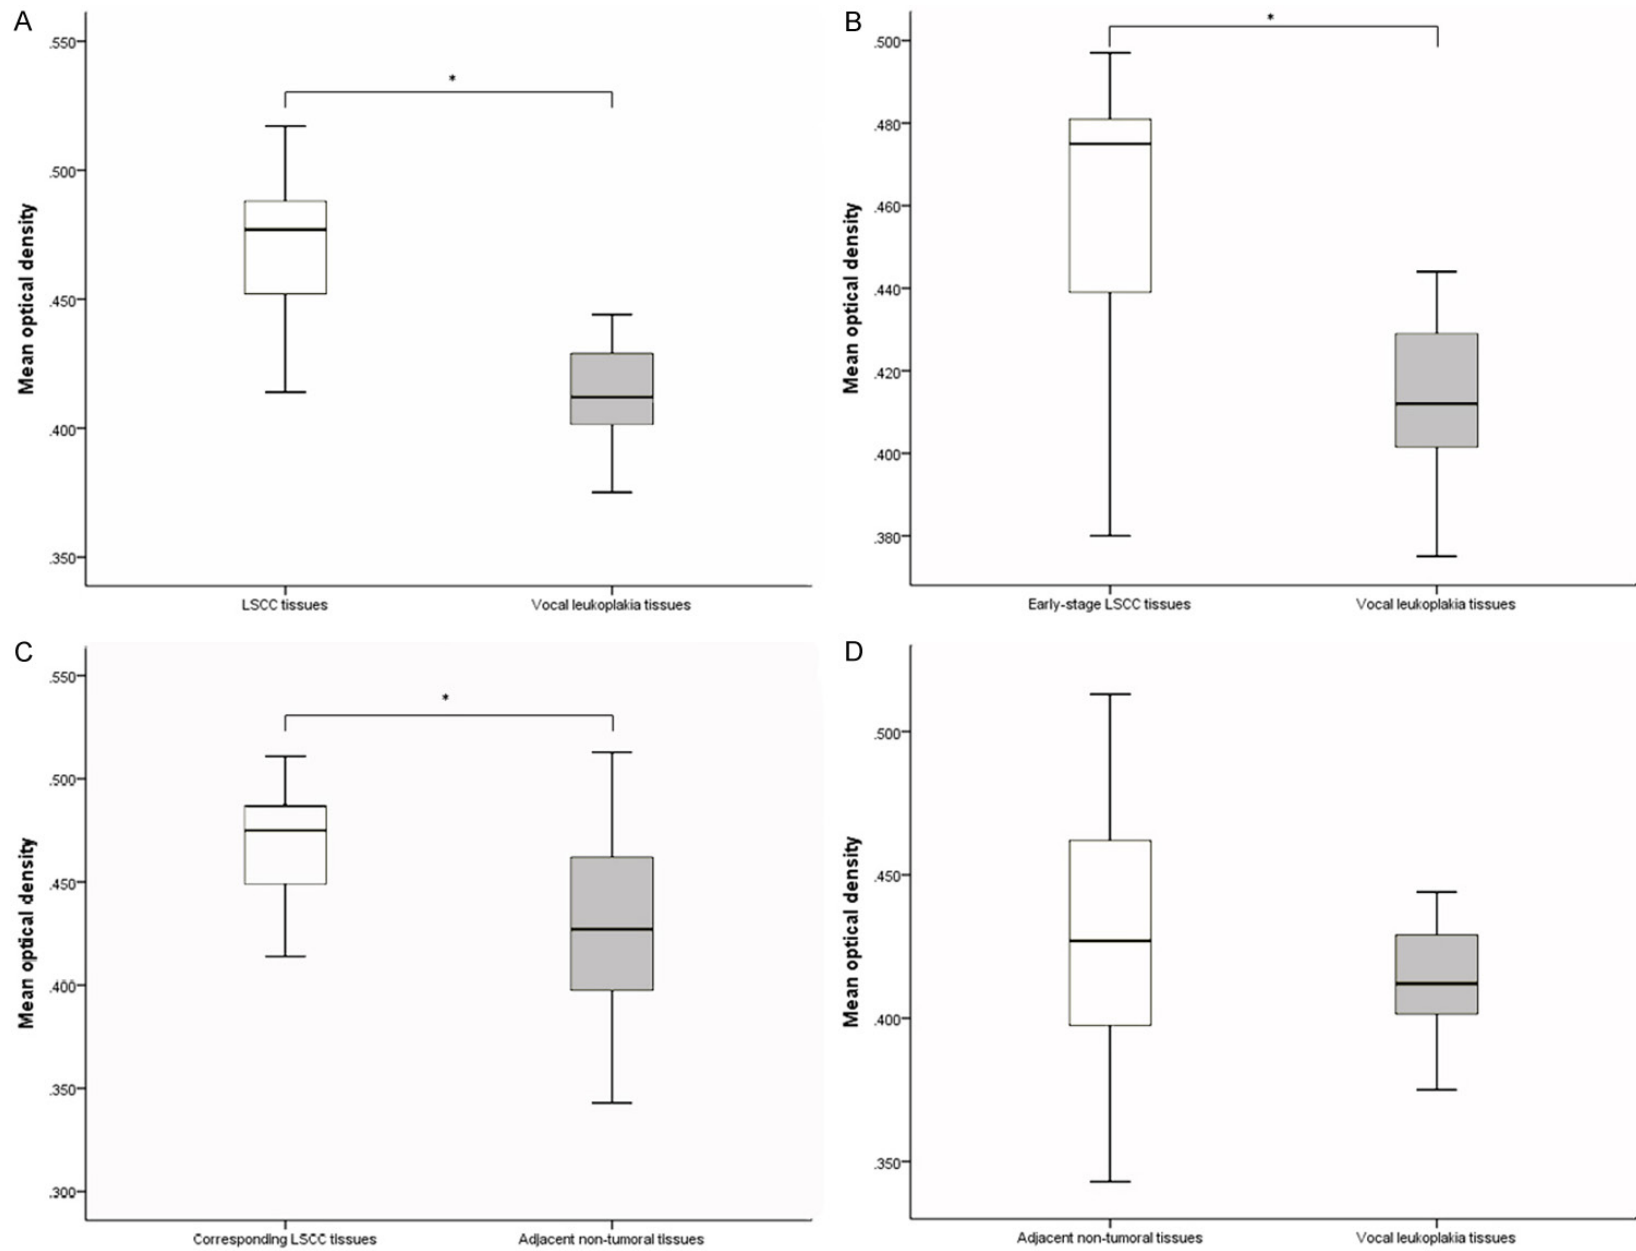 A
.550
.500
.450
.400
.350
Mean optical density
*
LSCC tissues
Vocal leukoplakia tissues
B
.500
.480
.460
.440
.420
.400
.380
Mean optical density
*
Early-stage LSCC tissues
Vocal leukoplakia tissues
C
.550
.500
.450
.400
.350
.300
Mean optical density
*
Corresponding LSCC tissues
Adjacent non-tumoral tissues
D
.500
.450
.400
.350
Mean optical density
Adjacent non-tumoral tissues
Vocal leukoplakia tissues